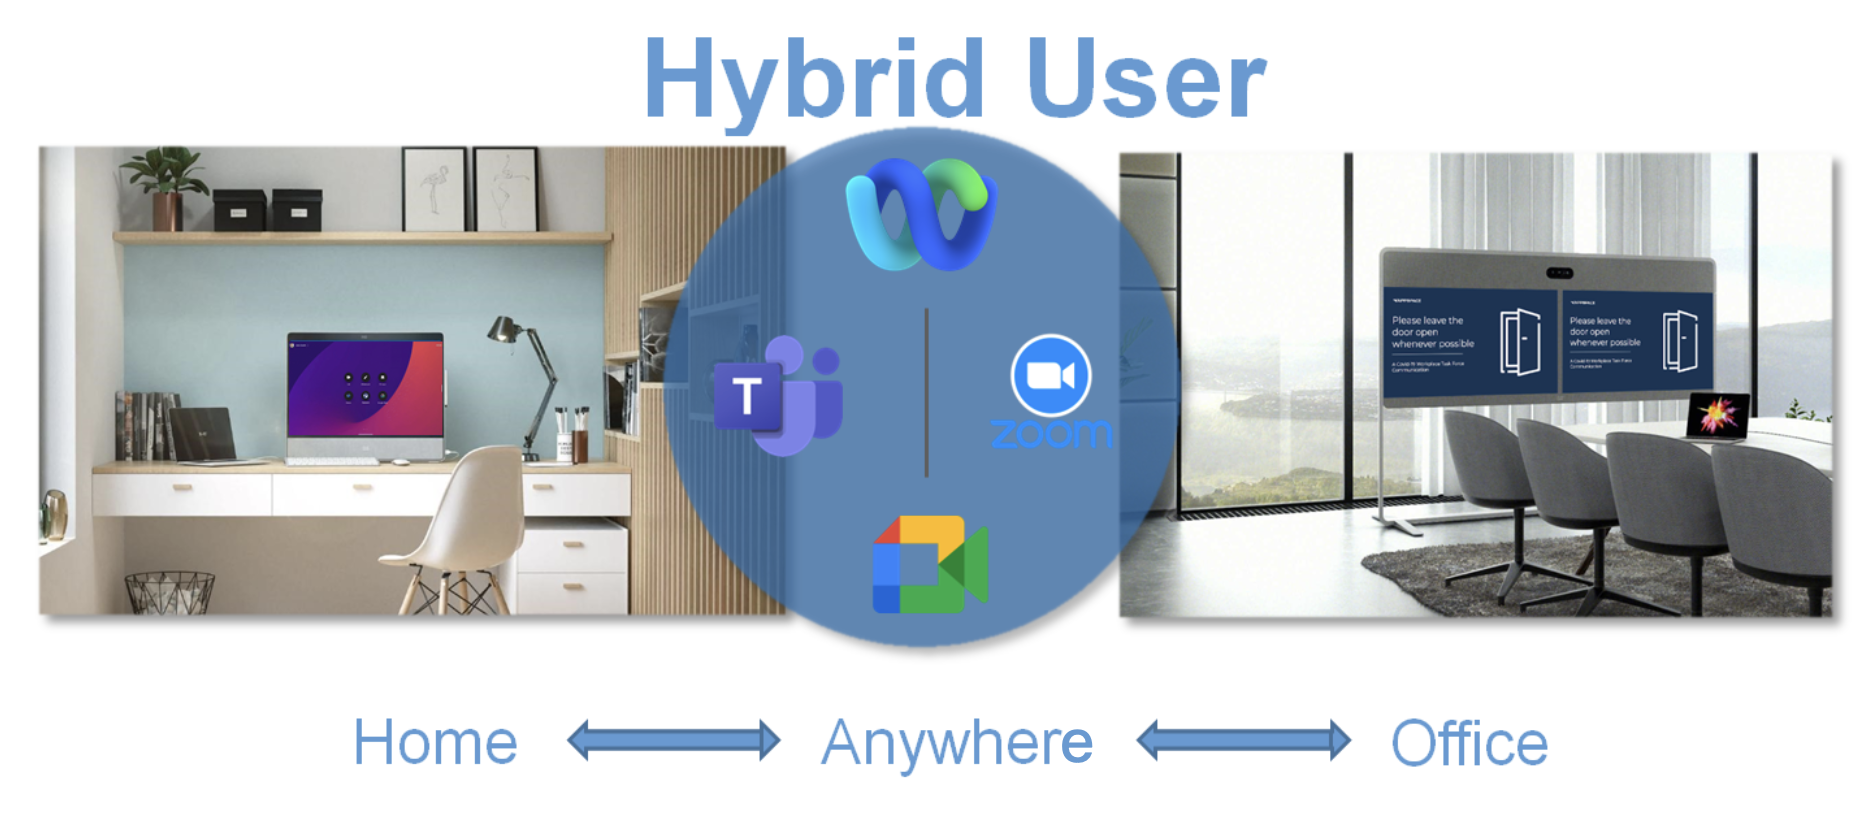 Hybrid User
T
zoom
Please leave the
door open
whenever possible
Please leave the
door open
whenever possible
Home
Anywhere
Office